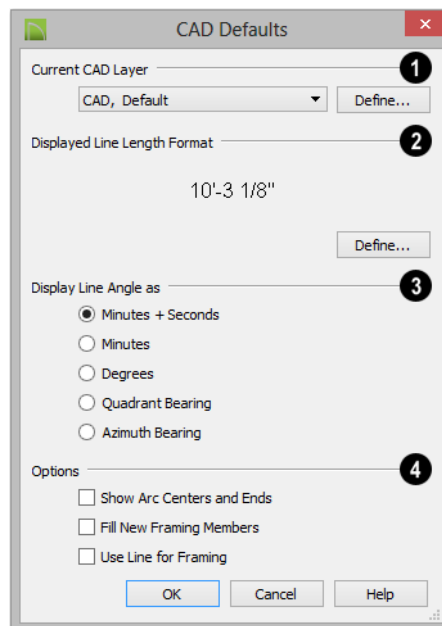 CAD Defaults
Current CAD Layer 1
CAD, Default Define...
Displayed Line Length Format 2
10'-3 1/8"
Define...
Display Line Angle as 3
Minutes + Seconds
Minutes
Degrees
Quadrant Bearing
Azimuth Bearing
Options 4
Show Arc Centers and Ends
Fill New Framing Members
Use Line for Framing
OK Cancel Help